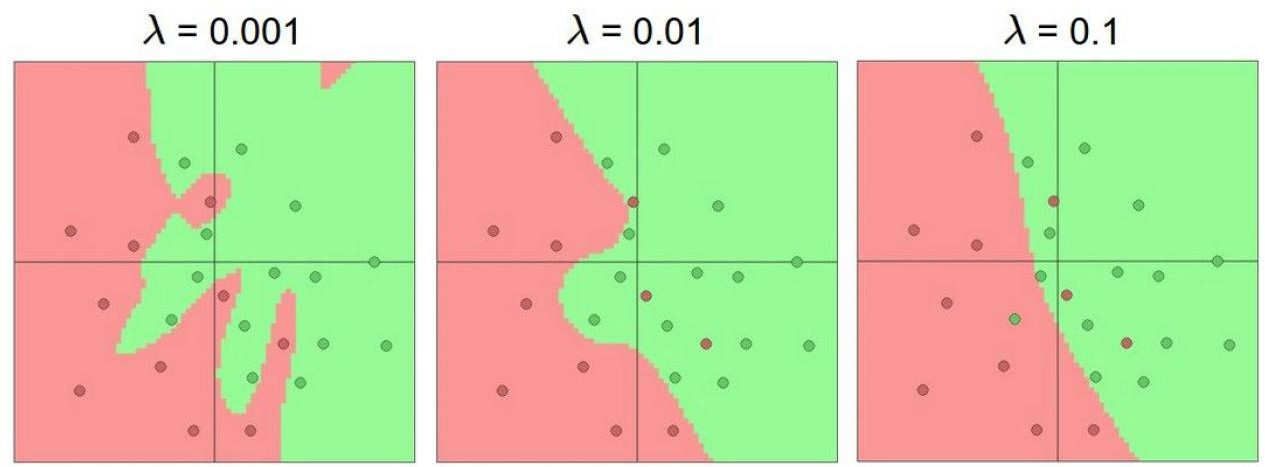 λ = 0.001
λ = 0.01
λ = 0.1